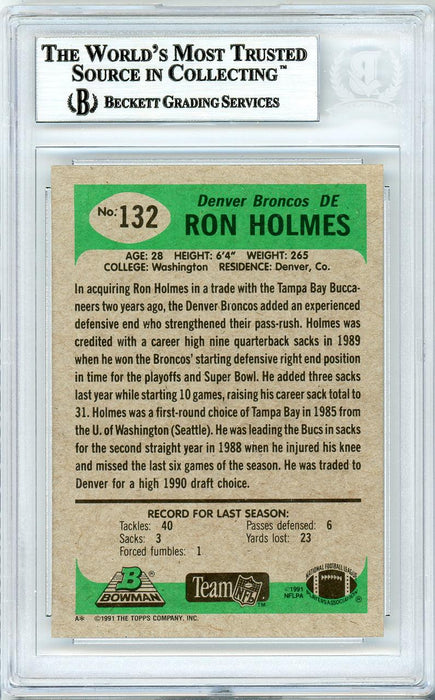 THE WORLD'S MOST TRUSTED
SOURCE IN COLLECTING™
B BECKETT GRADING SERVICES
No: 132
Denver Broncos DE
RON HOLMES
AGE: 28 HEIGHT: 6'4" WEIGHT: 265
COLLEGE: Washington RESIDENCE: Denver, Co.
In acquiring Ron Holmes in a trade with the Tampa Bay Bucca-
neers two years ago, the Denver Broncos added an experienced
defensive end who strengthened their pass-rush. Holmes was
credited with a career high nine quarterback sacks in 1989
when he won the Broncos' starting defensive right end position
in time for the playoffs and Super Bowl. He added three sacks
last year while starting 10 games, raising his career sack total to
31. Holmes was a first-round choice of Tampa Bay in 1985 from
the U. of Washington (Seattle). He was leading the Bucs in sacks
for the second straight year in 1988 when he injured his knee
and missed the last six games of the season. He was traded to
Denver for a high 1990 draft choice.
RECORD FOR LAST SEASON:
Tackles: 40 Passes defensed: 6
Sacks: 3 Yards lost: 23
Forced fumbles: 1
B
BOWMAN
Team NFL™
©1991
NFLPA
NATIONAL FOOTBALL LEAGUE
PLAYERS ASSOCIATION
A* ©1991 THE TOPPS COMPANY, INC.